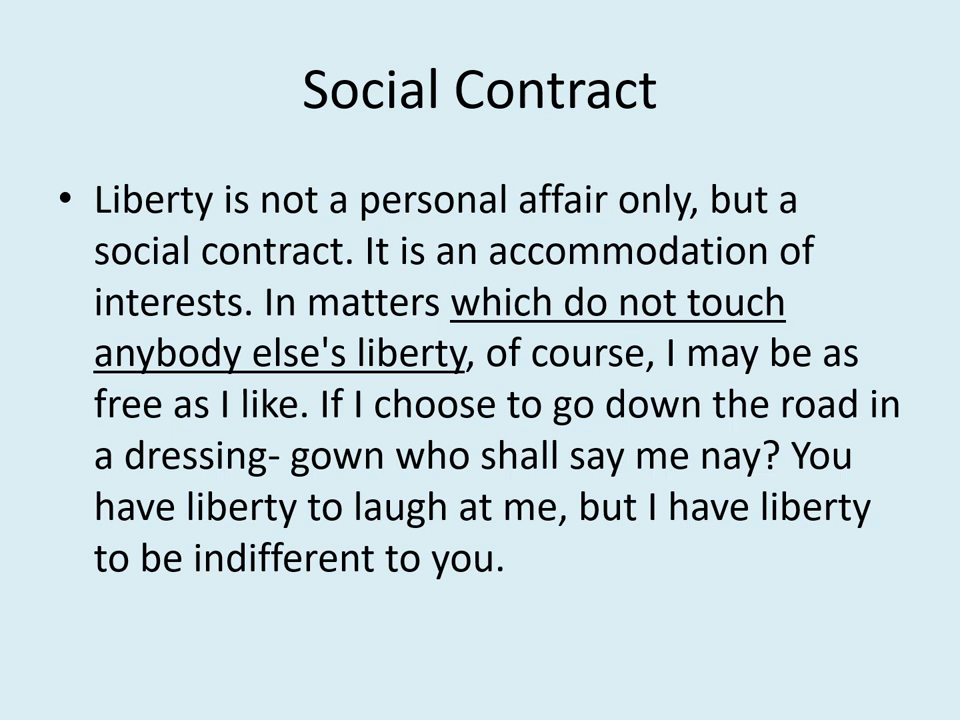 Social Contract
• Liberty is not a personal affair only, but a
social contract. It is an accommodation of
interests. In matters which do not touch
anybody else's liberty, of course, I may be as
free as I like. If I choose to go down the road in
a dressing- gown who shall say me nay? You
have liberty to laugh at me, but I have liberty
to be indifferent to you.